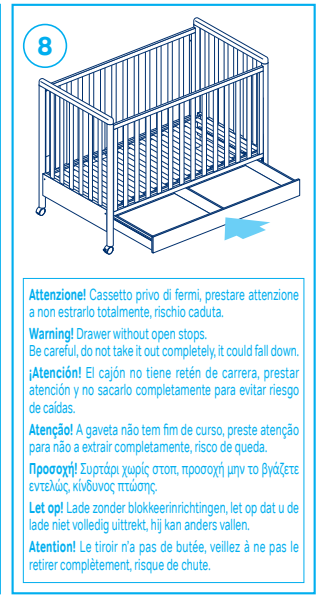 8
Attenzione! Cassetto privo di fermi, prestare attenzione
a non estrarlo totalmente, rischio caduta.
Warning! Drawer without open stops.
Be careful, do not take it out completely, it could fall down.
¡Atención! El cajón no tiene retén de carrera, prestar
atención y no sacarlo completamente para evitar riesgo
de caídas.
Atenção! A gaveta não tem fim de curso, preste atenção
para não a extrair completamente, risco de queda.
Προσοχή! Συρτάρι χωρίς στοπ, προσοχή μην το βγάζετε
εντελώς, κίνδυνος πτώσης.
Let op! Lade zonder blokkeerinrichtingen, let op dat u de
lade niet volledig uittrekt, hij kan anders vallen.
Atention! Le tiroir n'a pas de butée, veillez à ne pas le
retirer complètement, risque de chute.